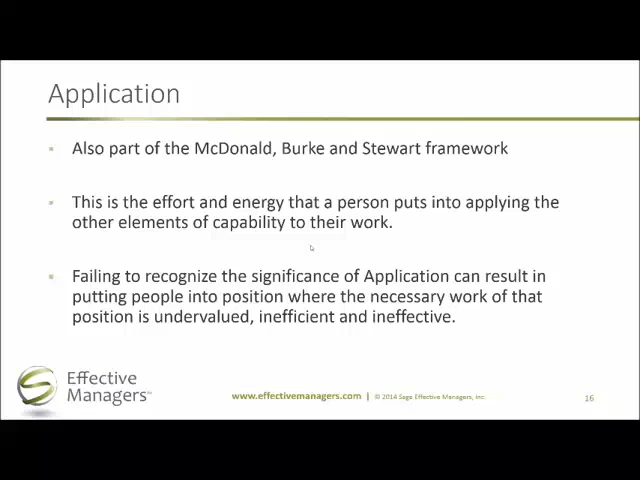 Application
Also part of the McDonald, Burke and Stewart framework
This is the effort and energy that a person puts into applying the
other elements of capability to their work.
Failing to recognize the significance of Application can result in
putting people into position where the necessary work of that
position is undervalued, inefficient and ineffective.
Effective
Managers™
www.effectivemanagers.com | © 2014 Sage Effective Managers, Inc.
16